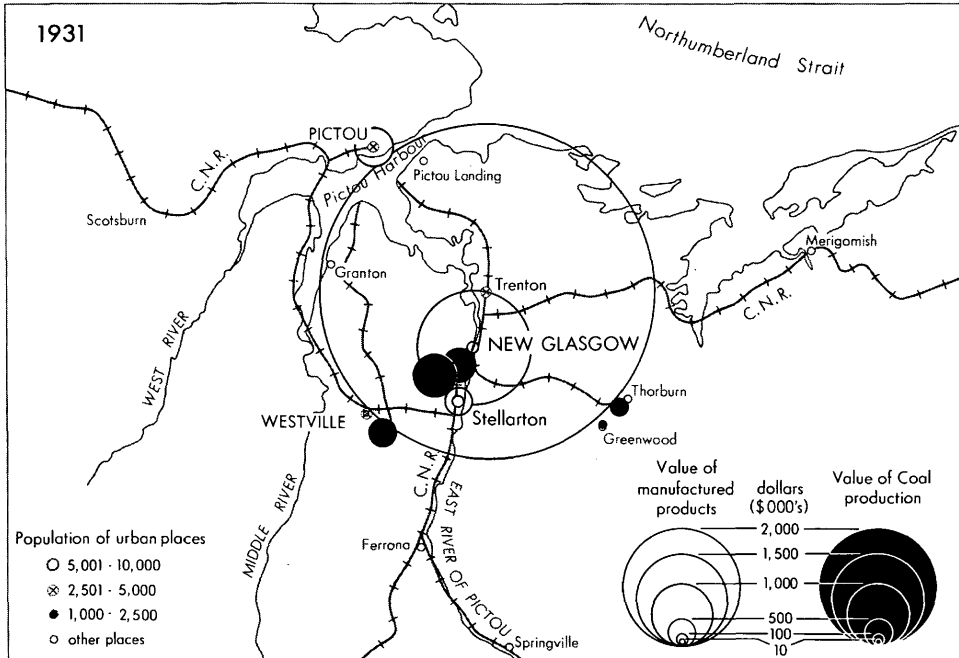 1931
Northumberland Strait
PICTOU
C.N.R.
Pictou Harbour
Pictou Landing
Scotsburn
Merigomish
Granton
Trenton
C.N.R.
WEST RIVER
NEW GLASGOW
Thorburn
WESTVILLE
Stellarton
Greenwood
C.N.R.
EAST RIVER OF PICTOU
MIDDLE RIVER
Ferrona
Springville
Population of urban places
5,001 - 10,000
2,501 - 5,000
1,000 - 2,500
other places
Value of
manufactured
products
dollars
($000's)
Value of Coal
production
2,000
1,500
1,000
500
100
10